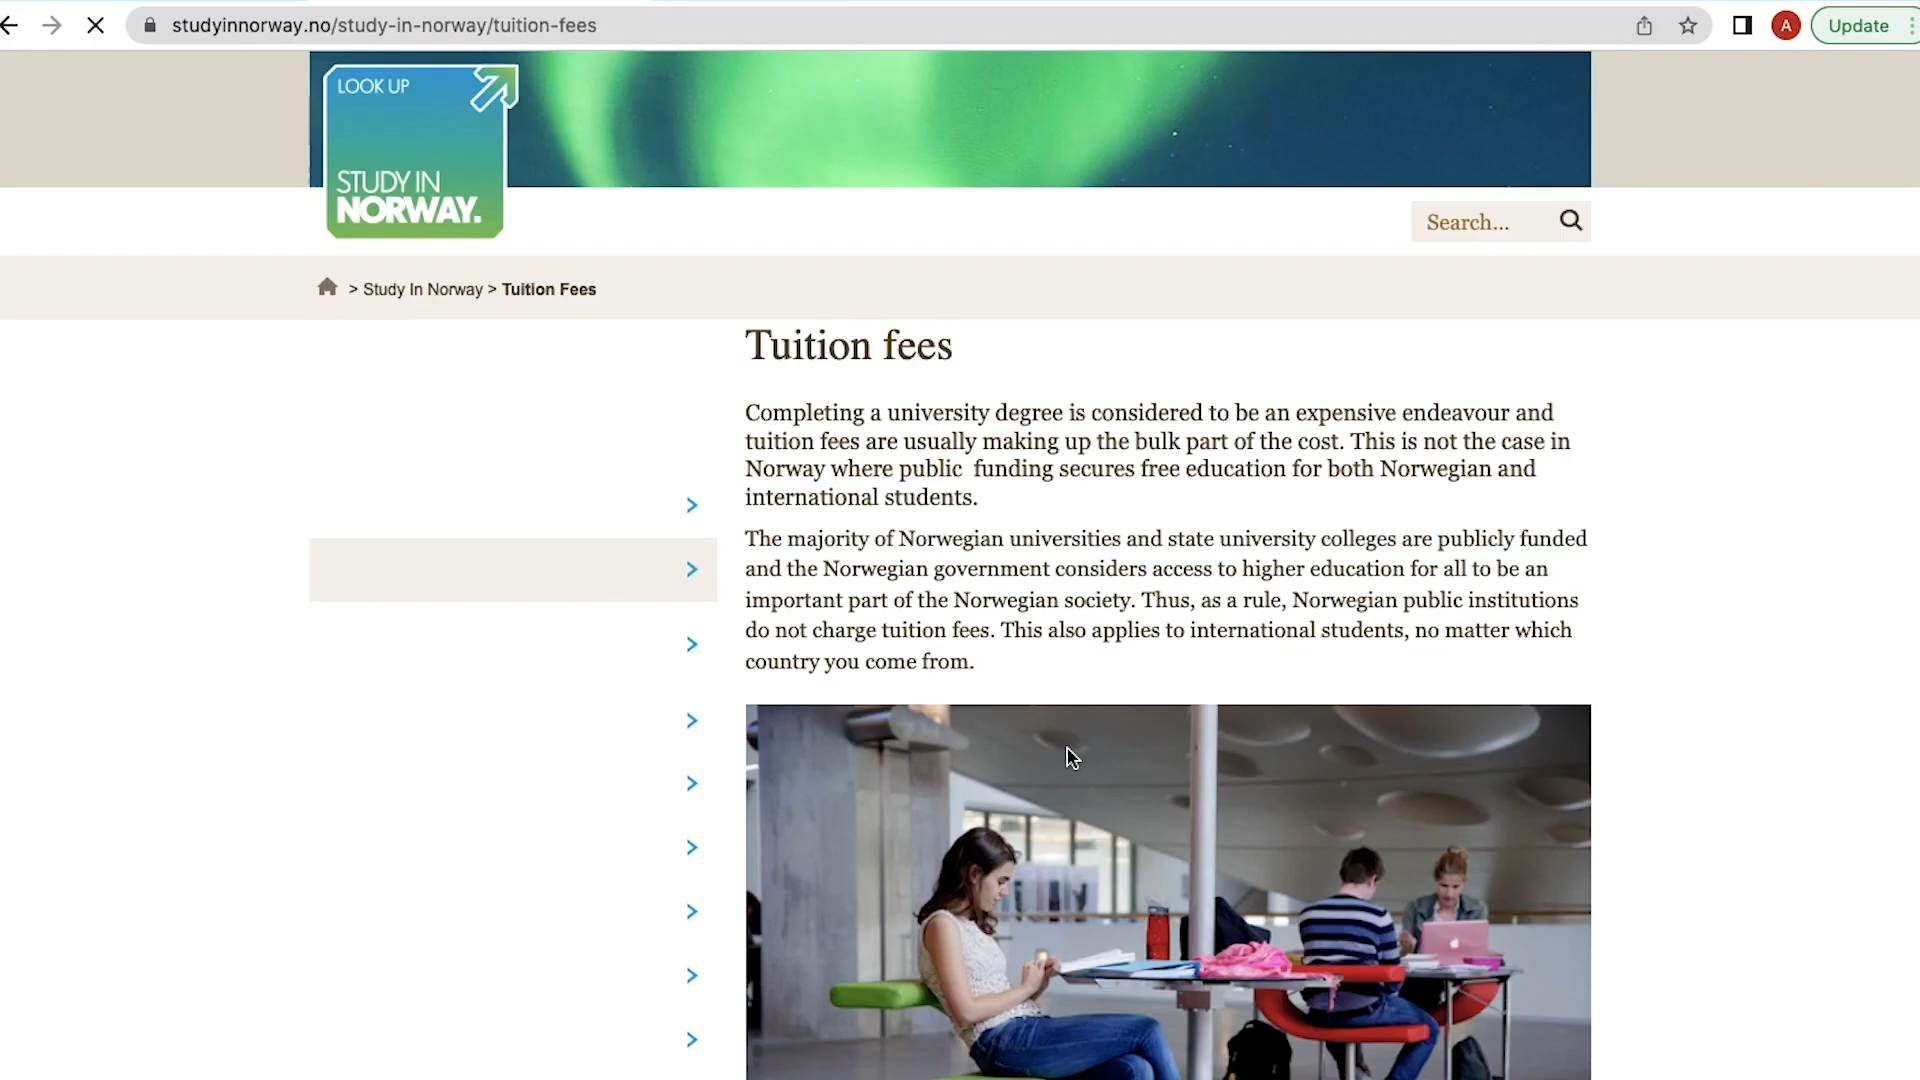 studyinnorway.no/study-in-norway/tuition-fees
A
Update
LOOK UP
STUDY IN
NORWAY.
Search...
> Study In Norway > Tuition Fees
Tuition fees
Completing a university degree is considered to be an expensive endeavour and
tuition fees are usually making up the bulk part of the cost. This is not the case in
Norway where public funding secures free education for both Norwegian and
international students.
The majority of Norwegian universities and state university colleges are publicly funded
and the Norwegian government considers access to higher education for all to be an
important part of the Norwegian society. Thus, as a rule, Norwegian public institutions
do not charge tuition fees. This also applies to international students, no matter which
country you come from.